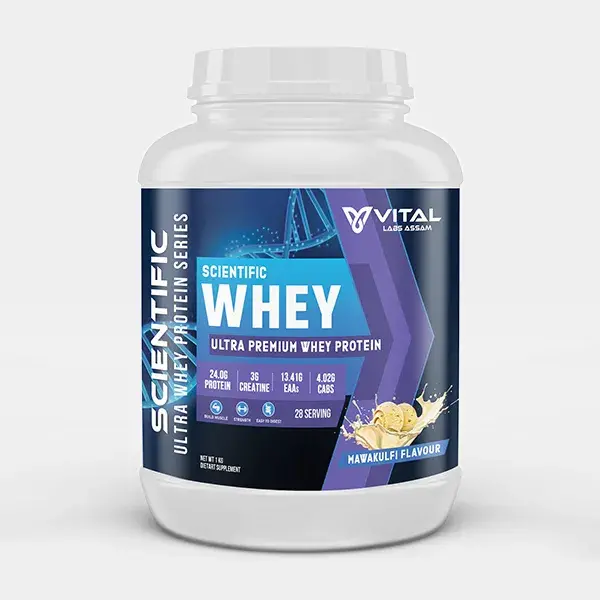 VITAL
LABS ASSAM
SCIENTIFIC
ULTRA WHEY PROTEIN SERIES
SCIENTIFIC
WHEY
ULTRA PREMIUM WHEY PROTEIN
24.0G
PROTEIN
3G
CREATINE
13.41G
EAAs
4.02G
CABS
BUILD MUSCLE
STRENGTH
EASY TO DIGEST
28 SERVING
MAWAKULFI FLAVOUR
NET WT 1 KG
DIETARY SUPPLEMENT